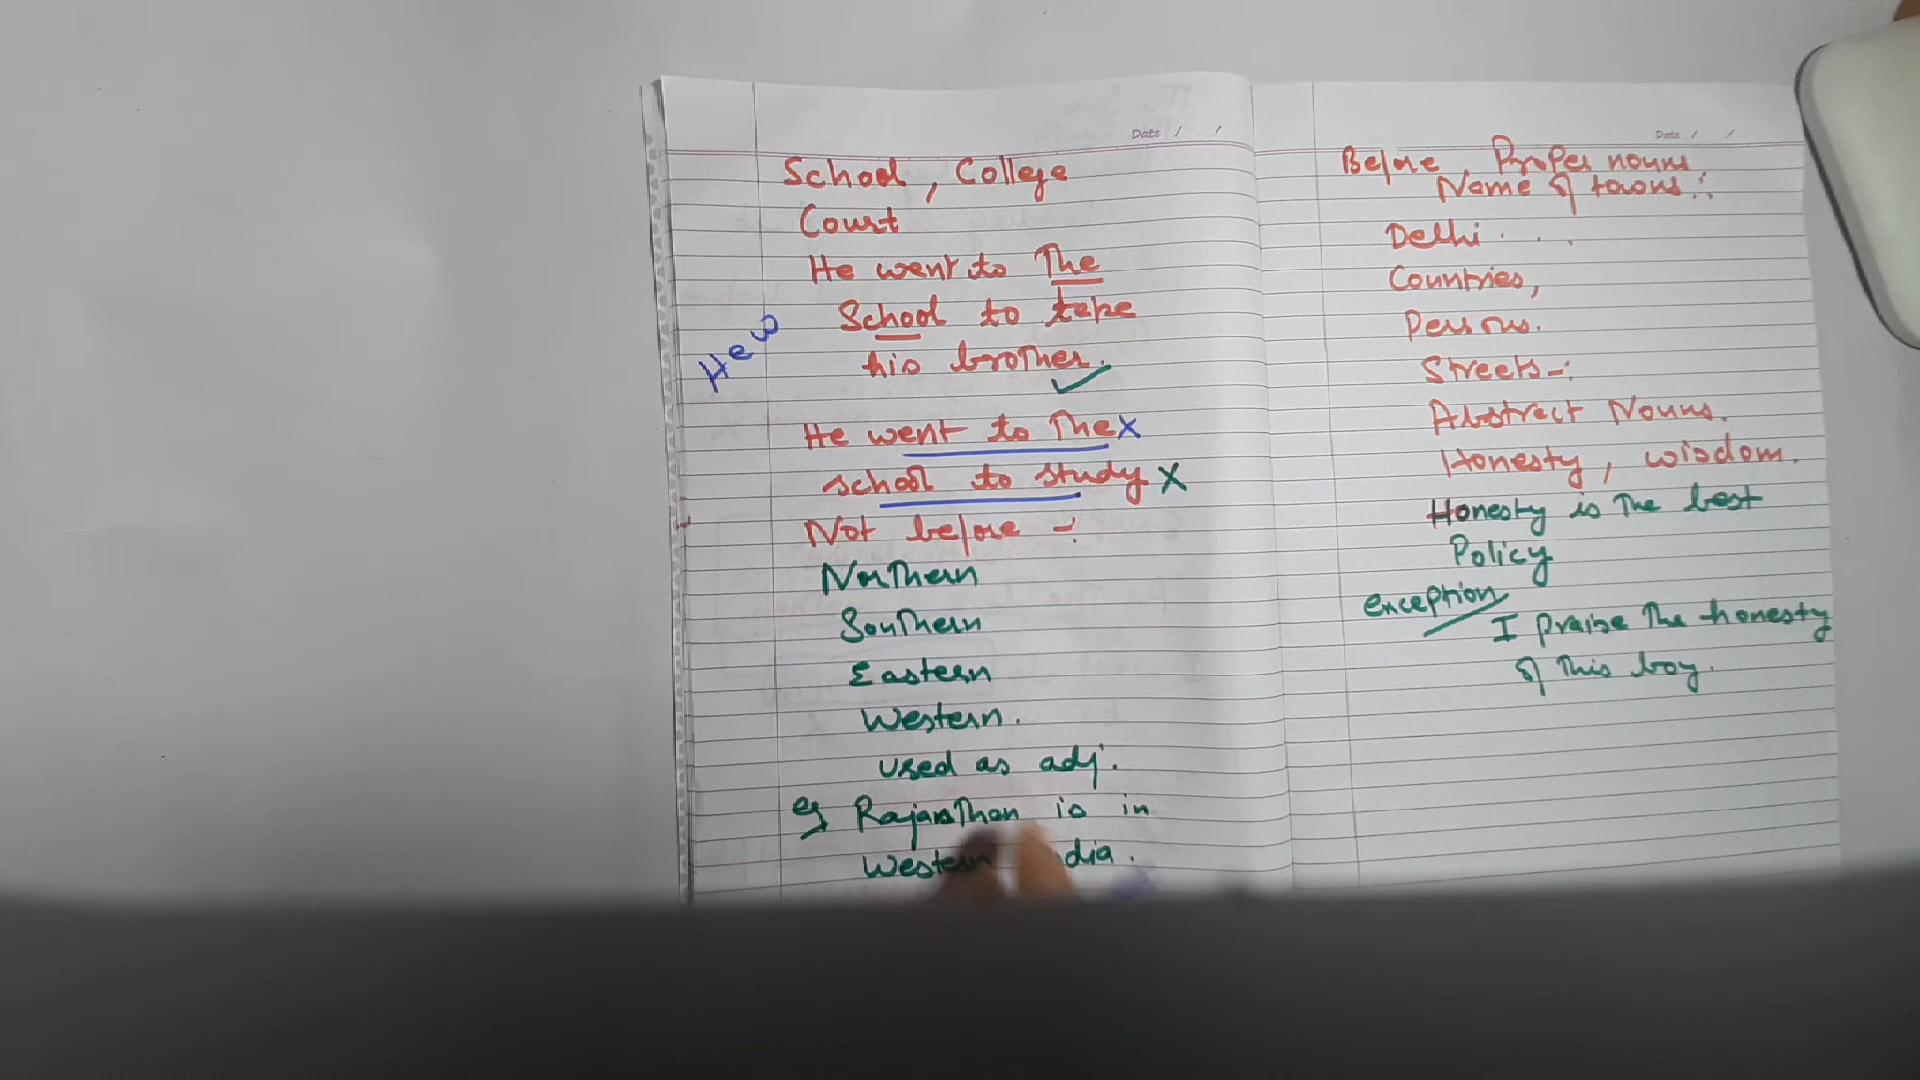 Date / /
School, College
Court
He went to The
School to take
his brother.
Hew
He went to The X
school to study X
Not before -:
Northern
Southern
Eastern
Western.
used as adj.
eg Rajasthan is in
Western dia.
Date / /
Before Proper nouns
Name of towns:
Delhi . . .
Countries,
Persons.
Streets-:
Abstract Nouns.
Honesty, wisdom.
Honesty is The best
Policy
exception
I praise The honesty
of This boy.